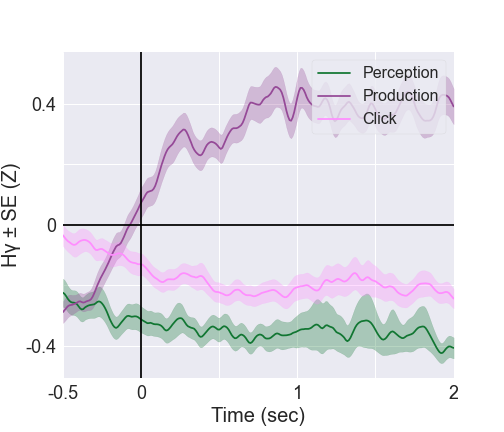 Perception
Production
Click
0.4
0
-0.4
Hγ ± SE (Z)
-0.5
0
1
2
Time (sec)